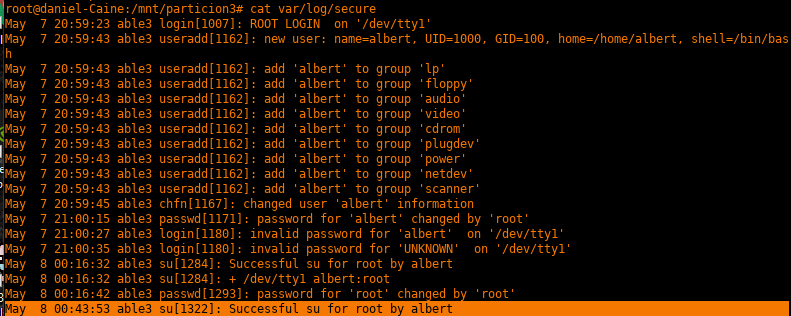 root@daniel-Caine:/mnt/particion3# cat var/log/secure
May  7 20:59:23 able3 login[1007]: ROOT LOGIN  on '/dev/tty1'
May  7 20:59:43 able3 useradd[1162]: new user: name=albert, UID=1000, GID=100, home=/home/albert, shell=/bin/bas
h
May  7 20:59:43 able3 useradd[1162]: add 'albert' to group 'lp'
May  7 20:59:43 able3 useradd[1162]: add 'albert' to group 'floppy'
May  7 20:59:43 able3 useradd[1162]: add 'albert' to group 'audio'
May  7 20:59:43 able3 useradd[1162]: add 'albert' to group 'video'
May  7 20:59:43 able3 useradd[1162]: add 'albert' to group 'cdrom'
May  7 20:59:43 able3 useradd[1162]: add 'albert' to group 'plugdev'
May  7 20:59:43 able3 useradd[1162]: add 'albert' to group 'power'
May  7 20:59:43 able3 useradd[1162]: add 'albert' to group 'netdev'
May  7 20:59:43 able3 useradd[1162]: add 'albert' to group 'scanner'
May  7 20:59:45 able3 chfn[1167]: changed user 'albert' information
May  7 21:00:15 able3 passwd[1171]: password for 'albert' changed by 'root'
May  7 21:00:27 able3 login[1180]: invalid password for 'albert'  on '/dev/tty1'
May  7 21:00:35 able3 login[1180]: invalid password for 'UNKNOWN'  on '/dev/tty1'
May  8 00:16:32 able3 su[1284]: Successful su for root by albert
May  8 00:16:32 able3 su[1284]: + /dev/tty1 albert:root
May  8 00:16:42 able3 passwd[1293]: password for 'root' changed by 'root'
May  8 00:43:53 able3 su[1322]: Successful su for root by albert